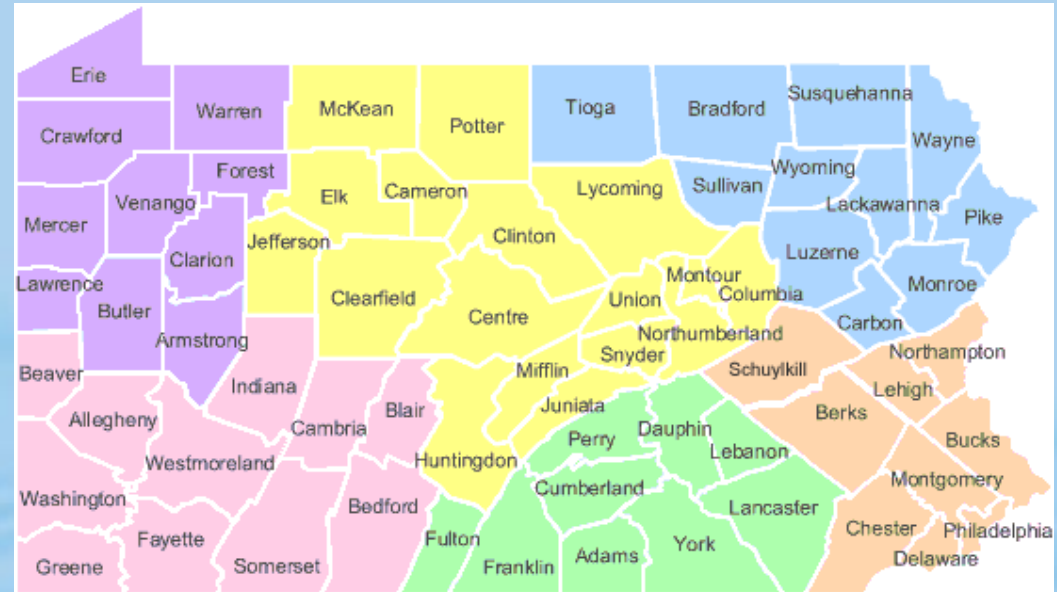 Erie
Warren
McKean
Potter
Tioga
Bradford
Susquehanna
Crawford
Wayne
Forest
Wyoming
Elk
Cameron
Lycoming
Sullivan
Venango
Lackawanna
Mercer
Pike
Jefferson
Clinton
Clarion
Luzerne
Lawrence
Montour
Monroe
Clearfield
Union
Columbia
Butler
Centre
Carbon
Armstrong
Northumberland
Snyder
Northampton
Beaver
Mifflin
Schuylkill
Indiana
Lehigh
Blair
Juniata
Allegheny
Berks
Cambria
Dauphin
Perry
Bucks
Lebanon
Westmoreland
Huntingdon
Montgomery
Cumberland
Washington
Bedford
Lancaster
Chester
Philadelphia
Fayette
Fulton
York
Adams
Delaware
Greene
Somerset
Franklin